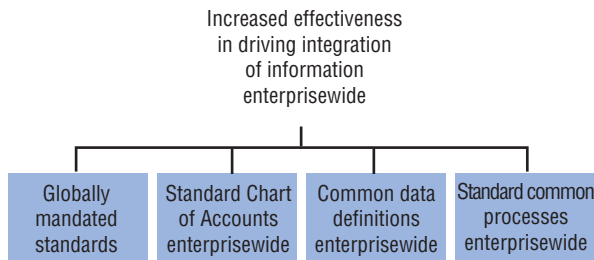 Increased effectiveness
in driving integration
of information
enterprisewide
Globally
mandated
standards
Standard Chart
of Accounts
enterprisewide
Common data
definitions
enterprisewide
Standard common
processes
enterprisewide